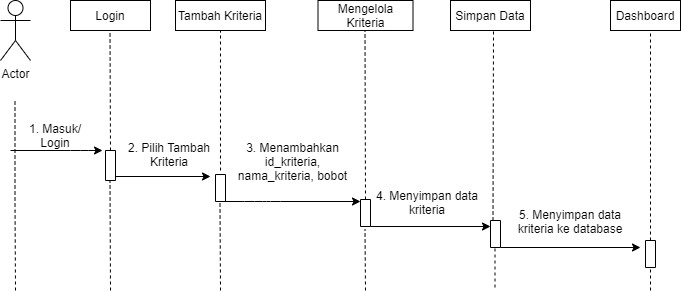 Login
Tambah Kriteria
Mengelola
Kriteria
Simpan Data
Dashboard
Actor
1. Masuk/
Login
2. Pilih Tambah
Kriteria
3. Menambahkan
id_kriteria,
nama_kriteria, bobot
4. Menyimpan data
kriteria
5. Menyimpan data
kriteria ke database